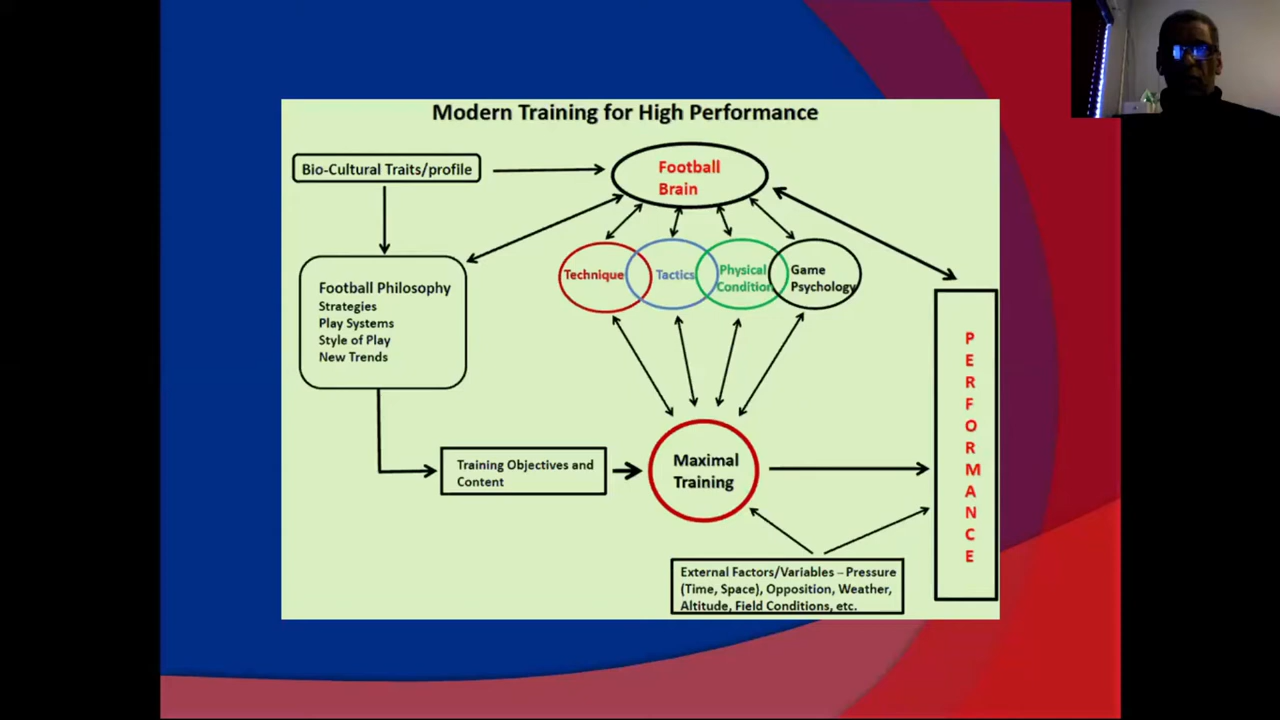 Modern Training for High Performance
Bio-Cultural Traits/profile
Football
Brain
Technique
Tactics
Physical
Condition
Game
Psychology
Football Philosophy
Strategies
Play Systems
Style of Play
New Trends
Training Objectives and
Content
Maximal
Training
External Factors/Variables – Pressure
(Time, Space), Opposition, Weather,
Altitude, Field Conditions, etc.
PERFORMANCE